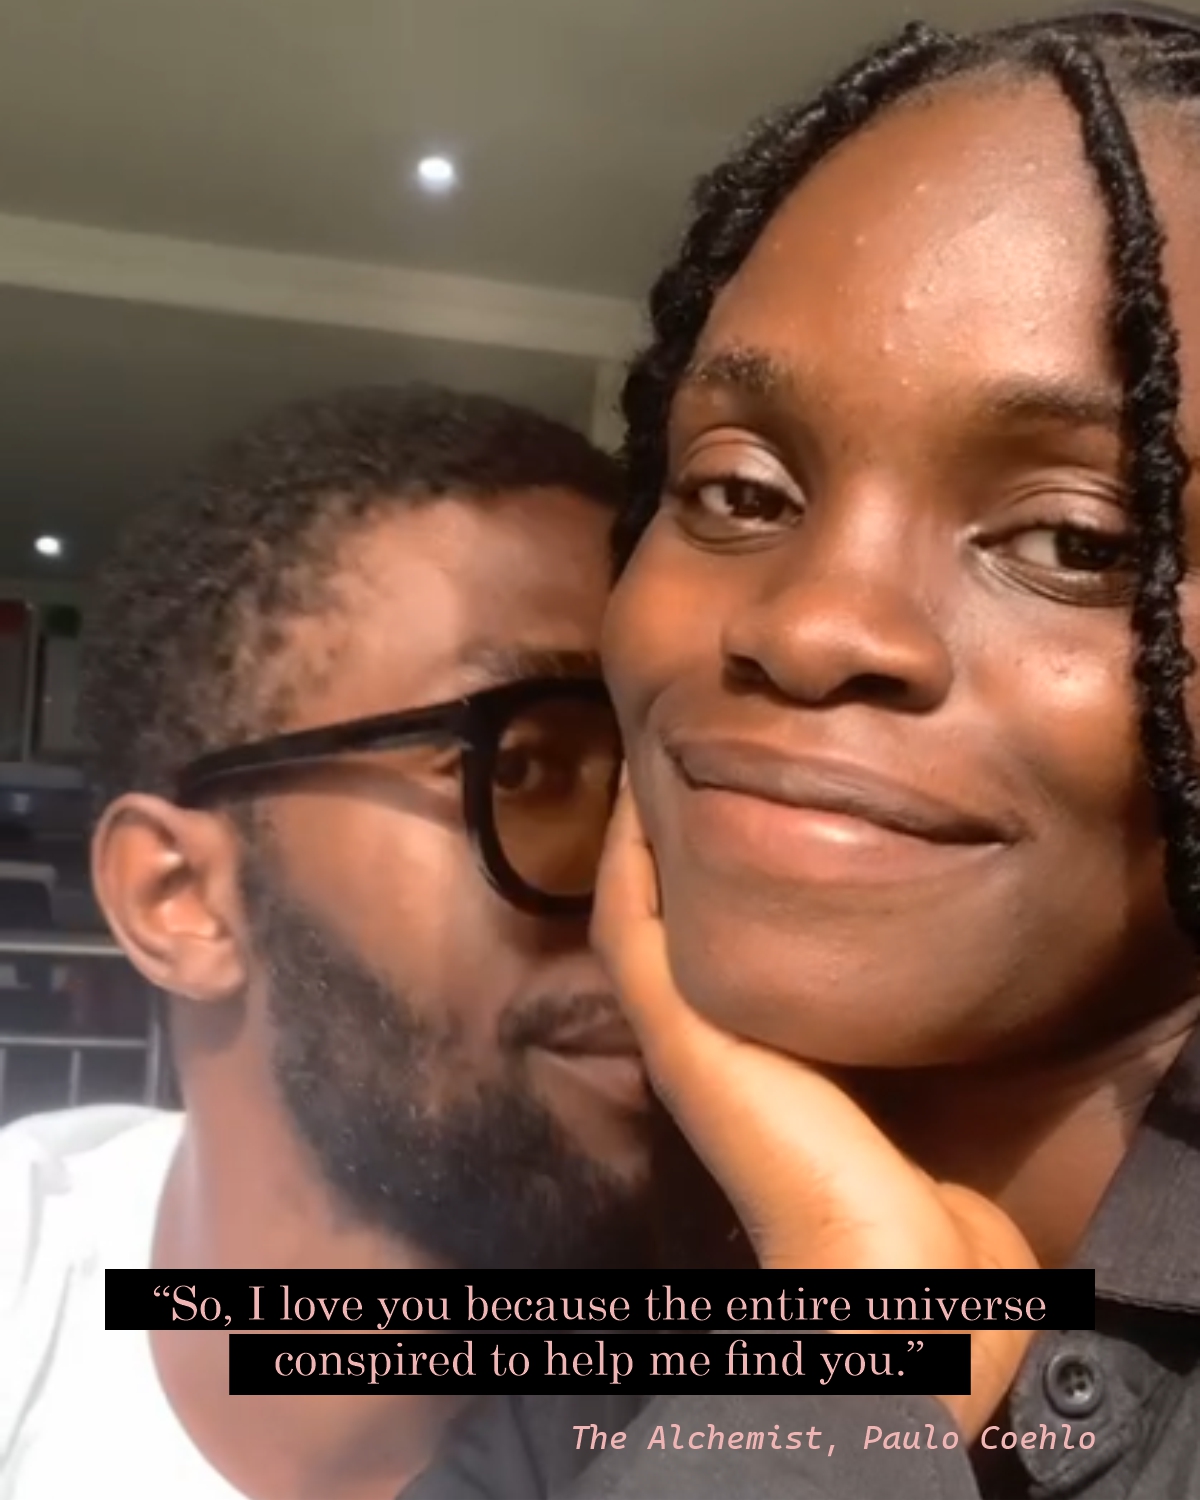 “So, I love you because the entire universe
conspired to help me find you.”
The Alchemist, Paulo Coehlo